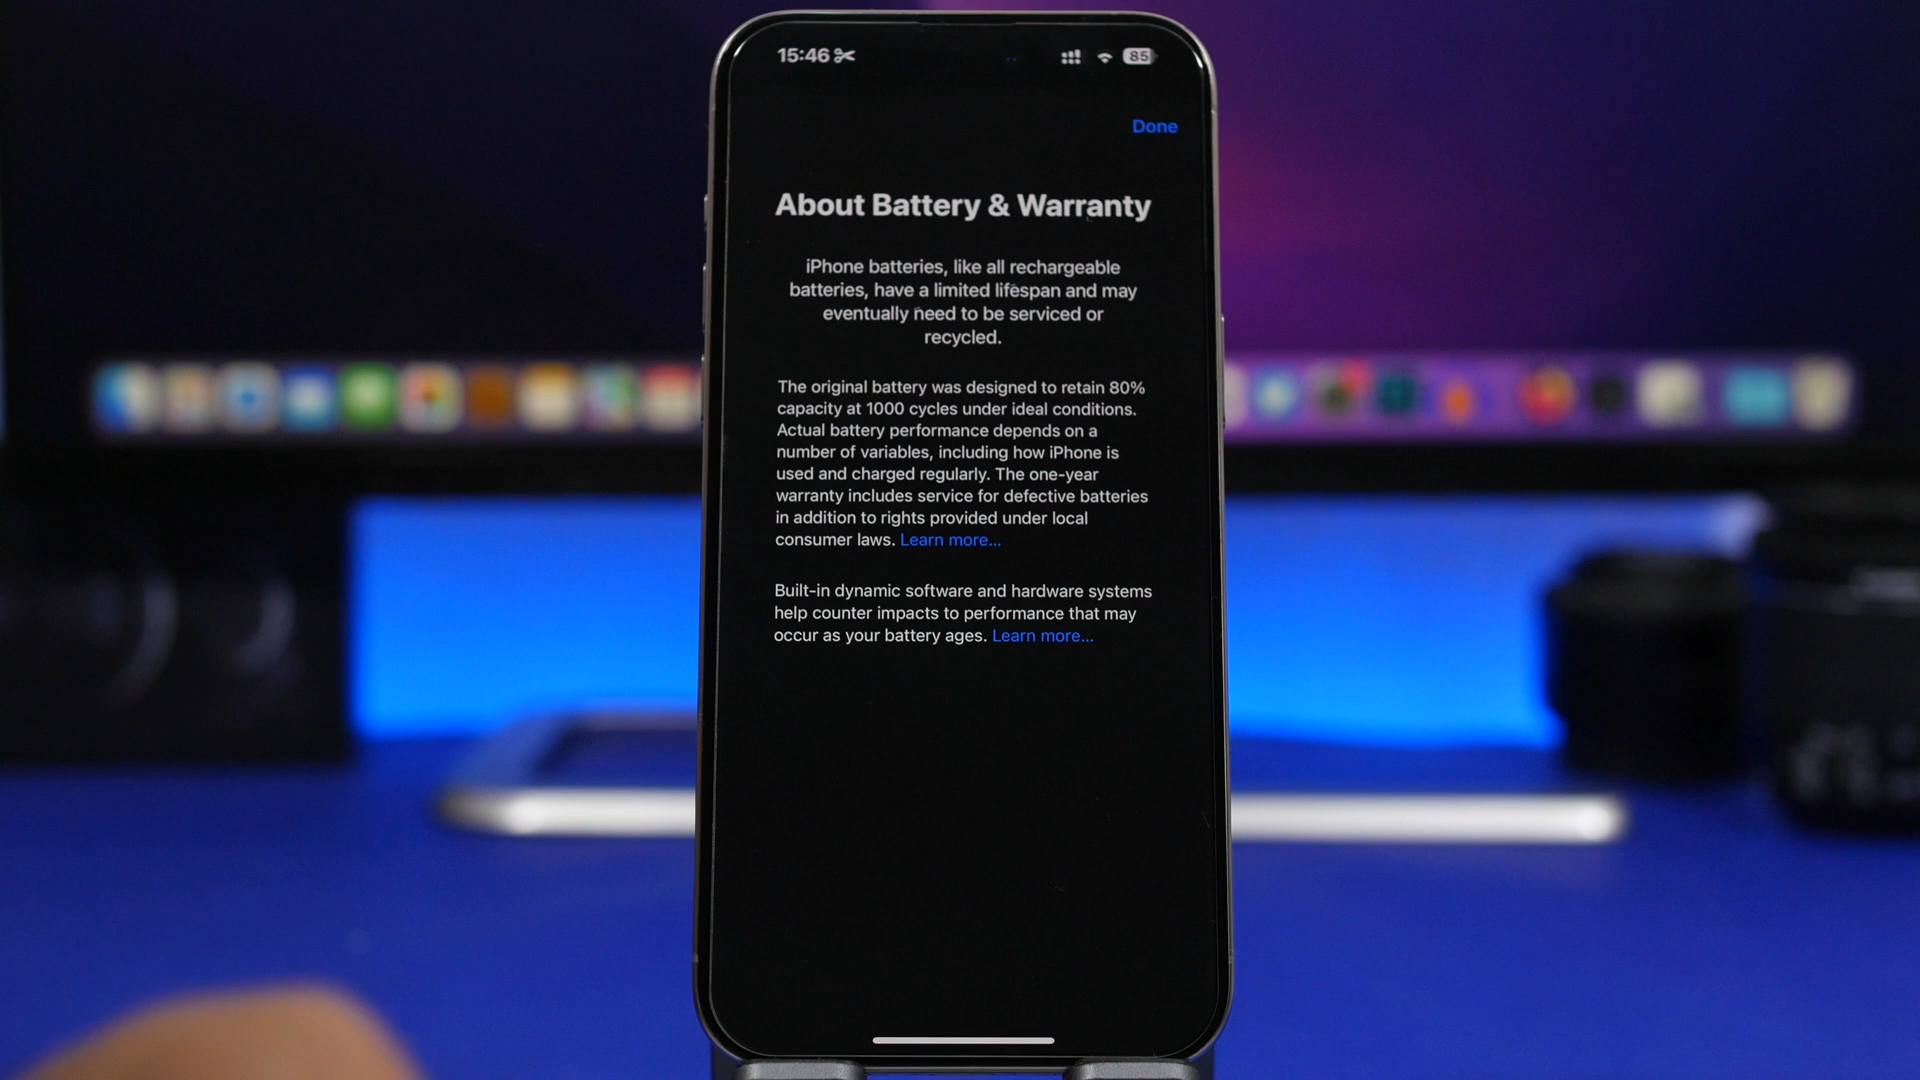 15:46
85
Done
About Battery & Warranty
iPhone batteries, like all rechargeable
batteries, have a limited lifespan and may
eventually need to be serviced or
recycled.
The original battery was designed to retain 80%
capacity at 1000 cycles under ideal conditions.
Actual battery performance depends on a
number of variables, including how iPhone is
used and charged regularly. The one-year
warranty includes service for defective batteries
in addition to rights provided under local
consumer laws. Learn more...
Built-in dynamic software and hardware systems
help counter impacts to performance that may
occur as your battery ages. Learn more...